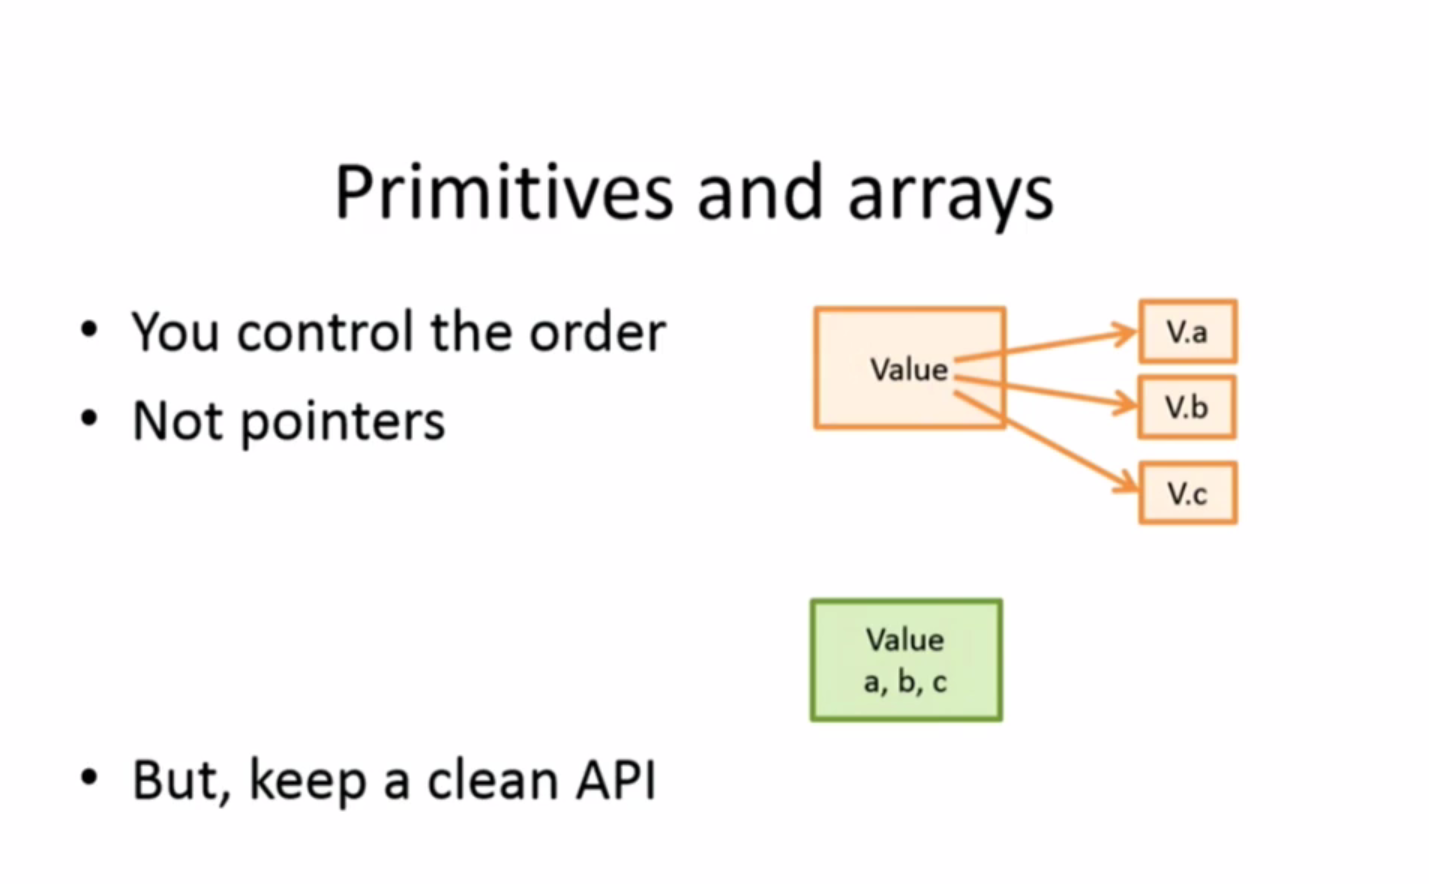 Primitives and arrays
• You control the order
• Not pointers
Value
V.a
V.b
V.c
Value
a, b, c
• But, keep a clean API